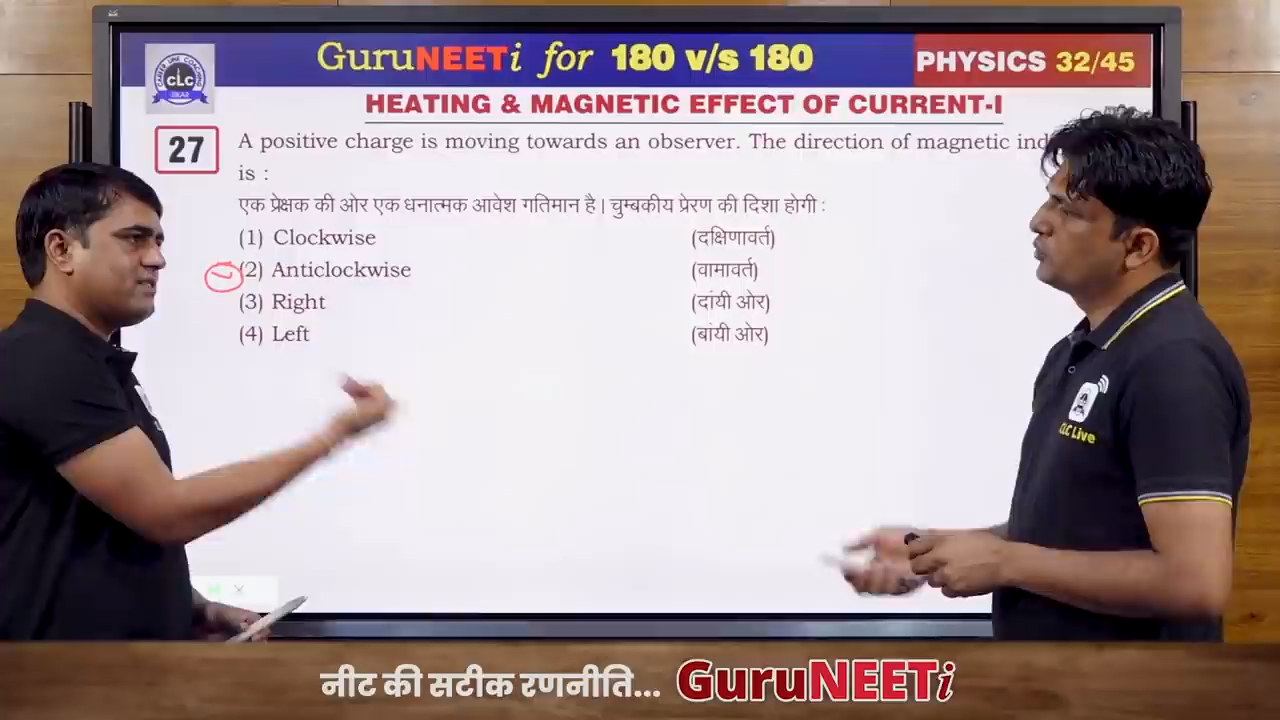 GuruNEETi for 180 v/s 180
PHYSICS 32/45
CLC
HEATING & MAGNETIC EFFECT OF CURRENT-I
27
A positive charge is moving towards an observer. The direction of magnetic
is :
एक प्रेक्षक की ओर एक धनात्मक आवेश गतिमान है। चुम्बकीय प्रेरण की दिशा होगी :
(1) Clockwise (दक्षिणावर्त)
(2) Anticlockwise (वामावर्त)
(3) Right (दांयी ओर)
(4) Left (बांयी ओर)
CLC Live
नीट की सटीक रणनीति... GuruNEETi